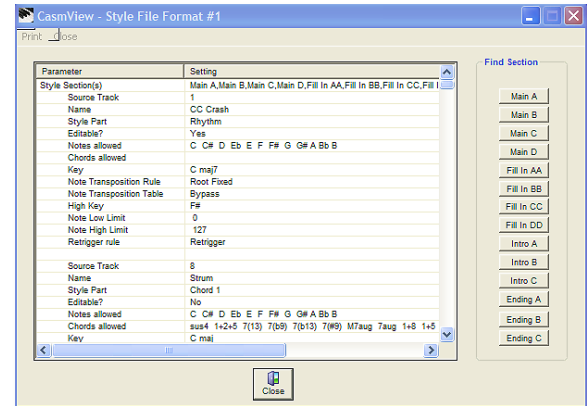 CasmView - Style File Format #1
Print Close
Find Section
Parameter Setting
Style Section(s) Main A,Main B,Main C,Main D,Fill In AA,Fill In BB,Fill In CC,Fill I
Source Track 1
Name CC Crash
Style Part Rhythm
Editable? Yes
Notes allowed C C# D Eb E F F# G G# A Bb B
Chords allowed
Key C maj7
Note Transposition Rule Root Fixed
Note Transposition Table Bypass
High Key F#
Note Low Limit 0
Note High Limit 127
Retrigger rule Retrigger
Source Track 8
Name Strum
Style Part Chord 1
Editable? No
Notes allowed C C# D Eb E F F# G G# A Bb B
Chords allowed sus4 1+2+5 7(13) 7(b9) 7(b13) 7(#9) M7aug 7aug 1+8 1+5
Key C maj
Main A
Main B
Main C
Main D
Fill In AA
Fill In BB
Fill In CC
Fill In DD
Intro A
Intro B
Intro C
Ending A
Ending B
Ending C
Close